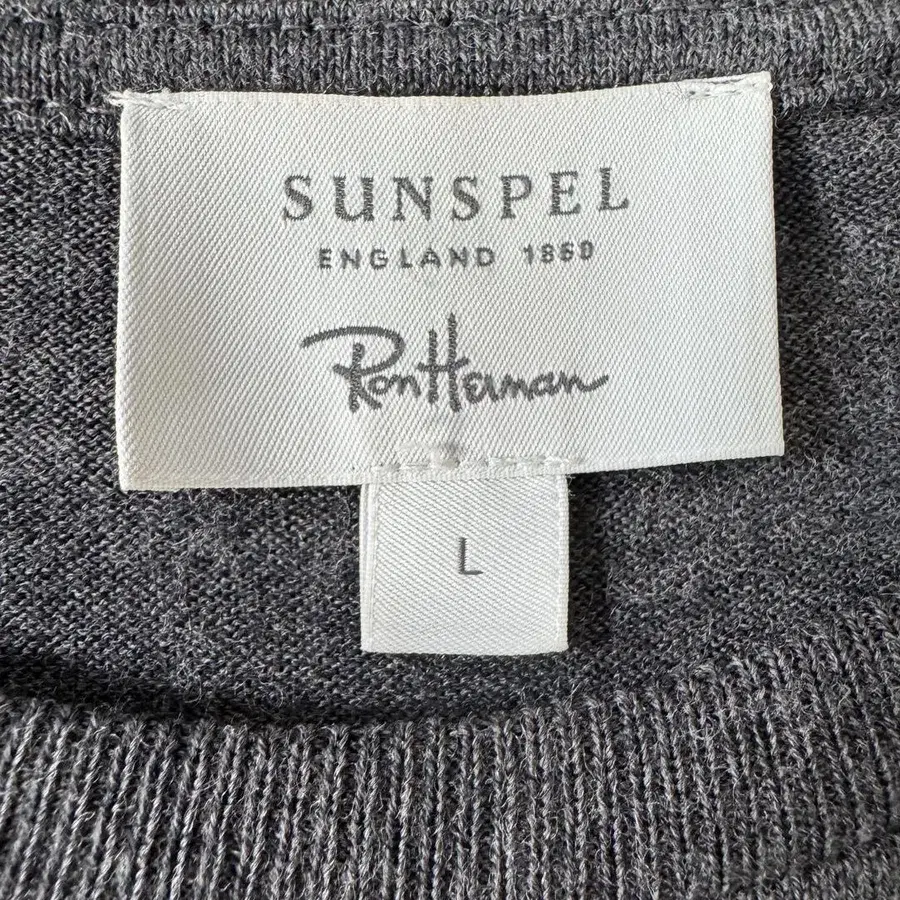 SUNSPEL
ENGLAND 1860
Ron Herman
L